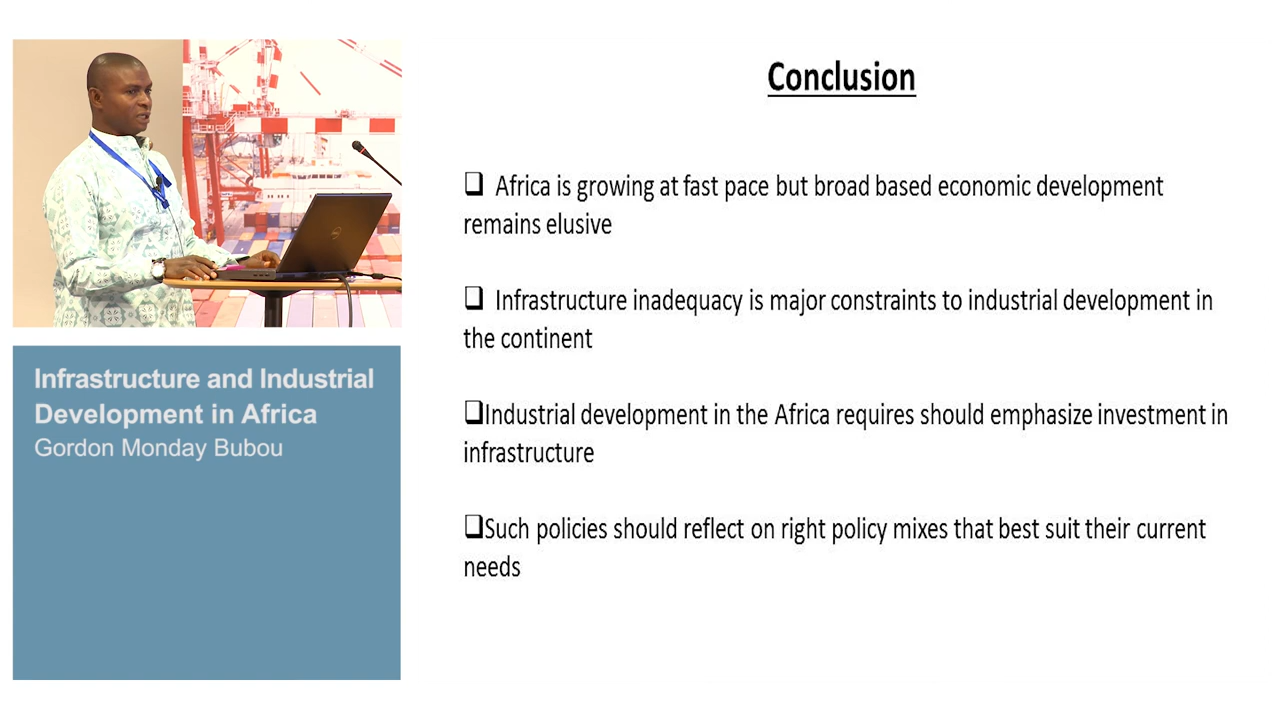 Infrastructure and Industrial
Development in Africa
Gordon Monday Bubou
Conclusion
❑ Africa is growing at fast pace but broad based economic development
remains elusive
❑ Infrastructure inadequacy is major constraints to industrial development in
the continent
❑Industrial development in the Africa requires should emphasize investment in
infrastructure
❑Such policies should reflect on right policy mixes that best suit their current
needs